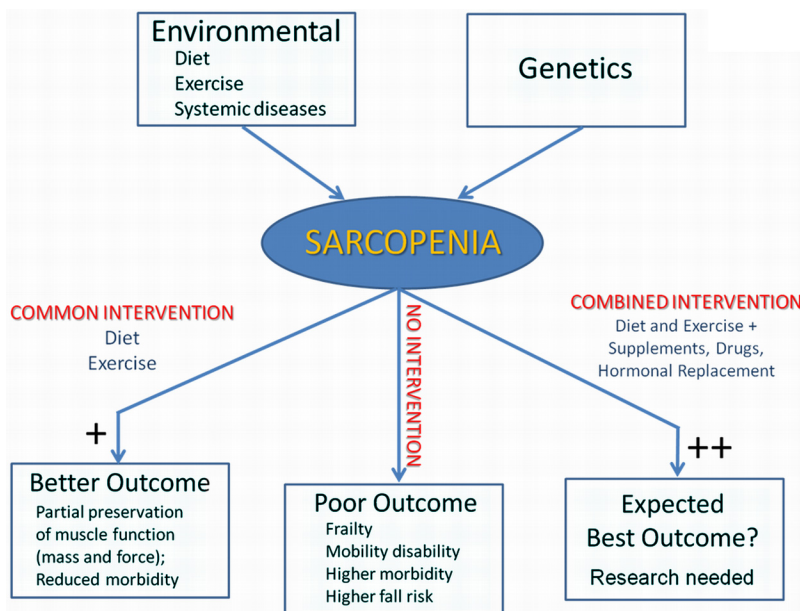 Environmental
Diet
Exercise
Systemic diseases
Genetics
SARCOPENIA
COMMON INTERVENTION
Diet
Exercise
NO INTERVENTION
COMBINED INTERVENTION
Diet and Exercise +
Supplements, Drugs,
Hormonal Replacement
+
++
Better Outcome
Partial preservation
of muscle function
(mass and force);
Reduced morbidity
Poor Outcome
Frailty
Mobility disability
Higher morbidity
Higher fall risk
Expected
Best Outcome?
Research needed